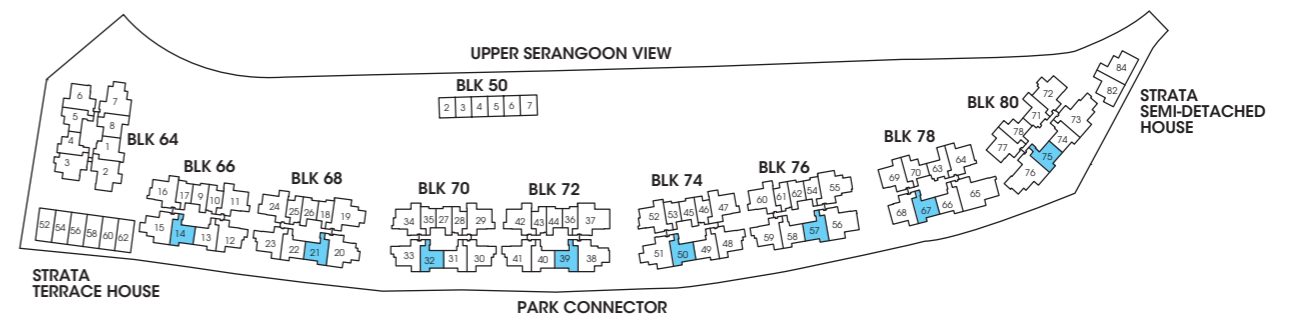 UPPER SERANGOON VIEW
BLK 50
2 3 4 5 6 7
BLK 64
6 7
5 8
4 1
3 2
BLK 66
16 17 9 10 11
15 14 13 12
BLK 68
24 25 26 18 19
23 22 21 20
BLK 70
34 35 27 28 29
33 32 31 30
BLK 72
42 43 44 36 37
41 40 39 38
BLK 74
52 53 45 46 47
51 50 49 48
BLK 76
60 61 62 54 55
59 58 57 56
BLK 78
69 70 63 64
68 67 66 65
BLK 80
72
71 73
78 74
77 75
76
84
82
STRATA
SEMI-DETACHED
HOUSE
52 54 56 58 60 62
STRATA
TERRACE HOUSE
PARK CONNECTOR